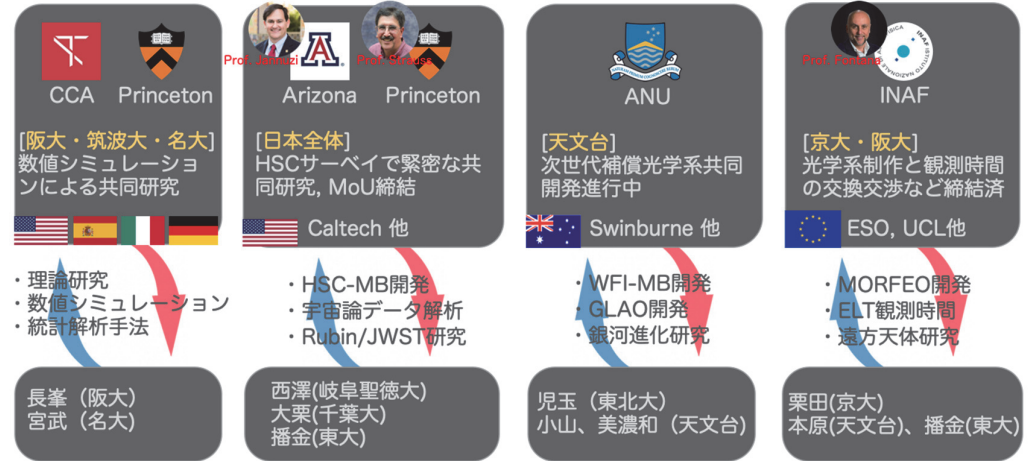 CCA Princeton
[阪大・筑波大・名大]
数値シミュレーショ
ンによる共同研究
・理論研究
・数値シミュレーション
・統計解析手法
長峯（阪大）
宮武（名大）
Prof. Jannuzi
Prof. Strauss
Arizona Princeton
[日本全体]
HSCサーベイで緊密な共
同研究, MoU締結
Caltech 他
・HSC-MB開発
・宇宙論データ解析
・Rubin/JWST研究
西澤(岐阜聖徳大)
大栗(千葉大)
播金(東大)
ANU
[天文台]
次世代補償光学系共同
開発進行中
Swinburne 他
・WFI-MB開発
・GLAO開発
・銀河進化研究
児玉（東北大）
小山、美濃和（天文台)
Prof. Fontana
INAF
[京大・阪大]
光学系制作と観測時間
の交換交渉など締結済
ESO, UCL他
・MORFEO開発
・ELT観測時間
・遠方天体研究
栗田(京大)
本原(天文台)、播金(東大)